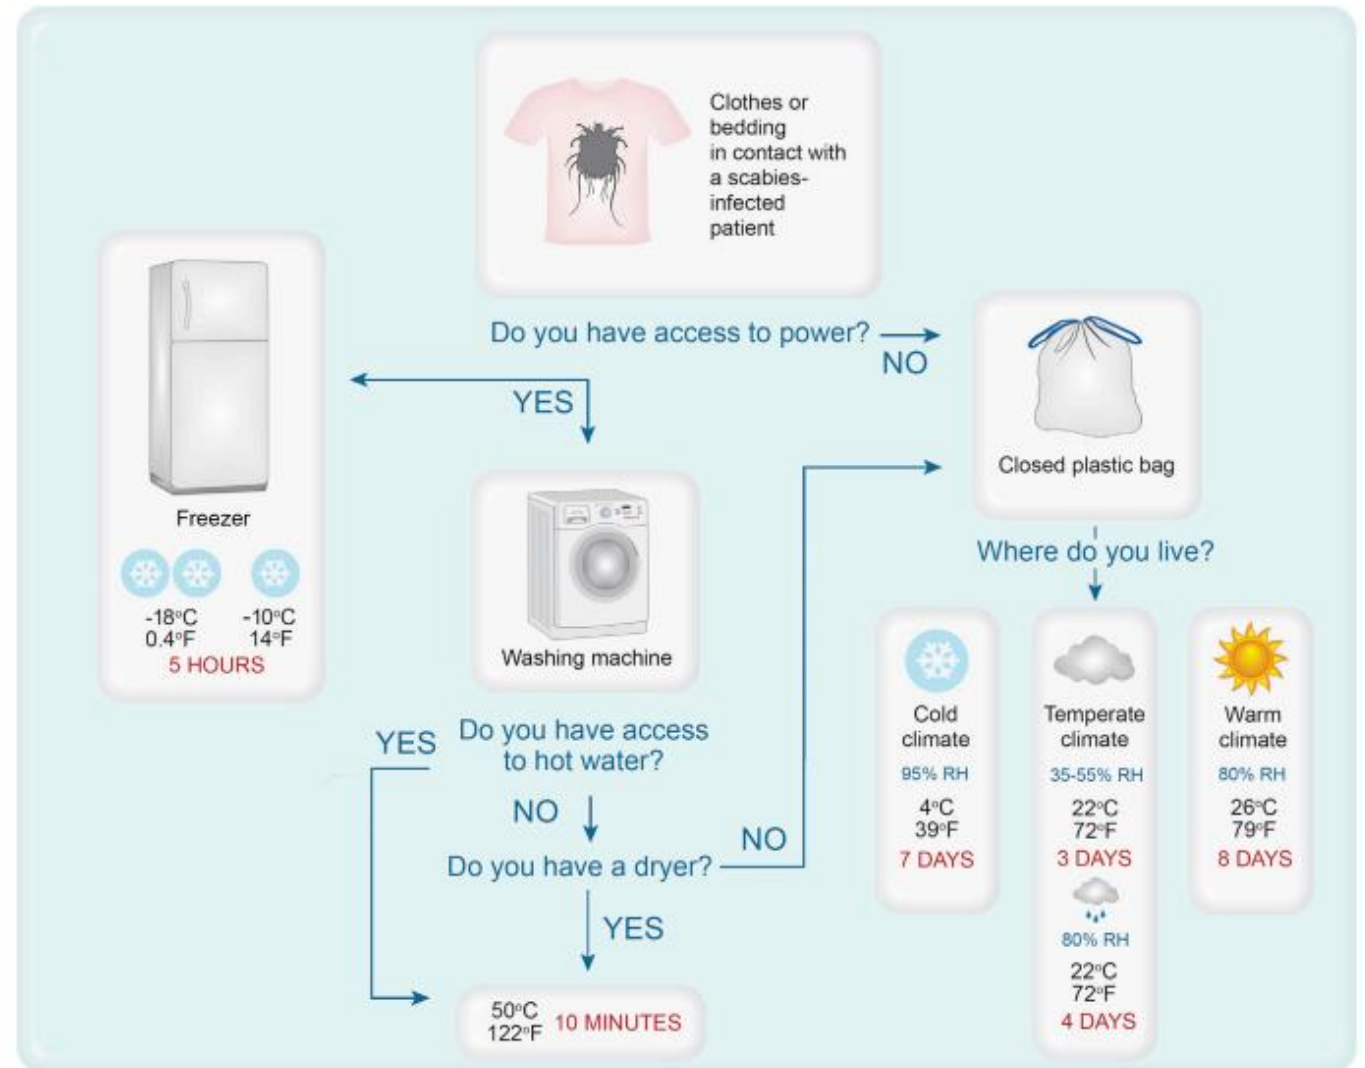 Clothes or
bedding
in contact with
a scabies-
infected
patient
Do you have access to power?
NO
YES
Freezer
-18°C -10°C
0.4°F 14°F
5 HOURS
Washing machine
Closed plastic bag
Where do you live?
Do you have access
to hot water?
YES
NO
Do you have a dryer?
NO
YES
50°C
122°F
10 MINUTES
Cold
climate
95% RH
4°C
39°F
7 DAYS
Temperate
climate
35-55% RH
22°C
72°F
3 DAYS
80% RH
22°C
72°F
4 DAYS
Warm
climate
80% RH
26°C
79°F
8 DAYS